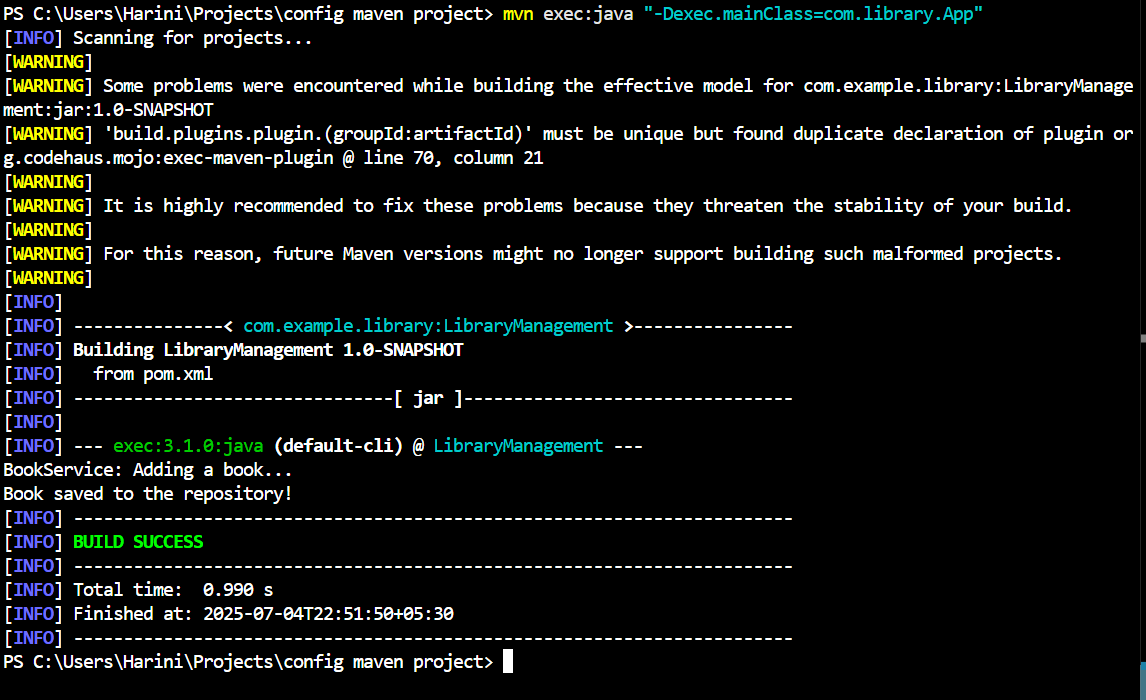 PS C:\Users\Harini\Projects\config maven project> mvn exec:java "-Dexec.mainClass=com.library.App"
[INFO] Scanning for projects...
[WARNING]
[WARNING] Some problems were encountered while building the effective model for com.example.library:LibraryManage
ment:jar:1.0-SNAPSHOT
[WARNING] 'build.plugins.plugin.(groupId:artifactId)' must be unique but found duplicate declaration of plugin or
g.codehaus.mojo:exec-maven-plugin @ line 70, column 21
[WARNING]
[WARNING] It is highly recommended to fix these problems because they threaten the stability of your build.
[WARNING]
[WARNING] For this reason, future Maven versions might no longer support building such malformed projects.
[WARNING]
[INFO]
[INFO] ---------------< com.example.library:LibraryManagement >----------------
[INFO] Building LibraryManagement 1.0-SNAPSHOT
[INFO]   from pom.xml
[INFO] --------------------------------[ jar ]---------------------------------
[INFO]
[INFO] --- exec:3.1.0:java (default-cli) @ LibraryManagement ---
BookService: Adding a book...
Book saved to the repository!
[INFO] ------------------------------------------------------------------------
[INFO] BUILD SUCCESS
[INFO] ------------------------------------------------------------------------
[INFO] Total time:  0.990 s
[INFO] Finished at: 2025-07-04T22:51:50+05:30
[INFO] ------------------------------------------------------------------------
PS C:\Users\Harini\Projects\config maven project>